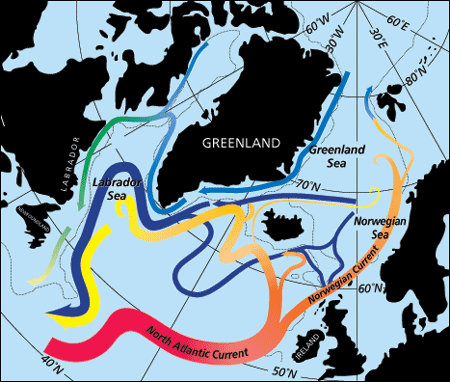 60°W
30°W
60°E
30°E
80°N
GREENLAND
Greenland
Sea
LABRADOR
Labrador
Sea
70°N
NEWFOUNDLAND
Norwegian
Sea
Norwegian Current
60°N
North Atlantic Current
IRELAND
50°N
40°N